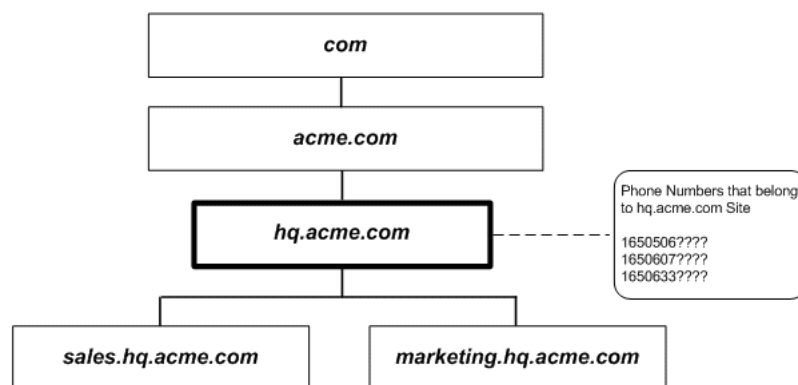 com
acme.com
hq.acme.com
Phone Numbers that belong
to hq.acme.com Site
1650506????
1650607????
1650633????
sales.hq.acme.com
marketing.hq.acme.com